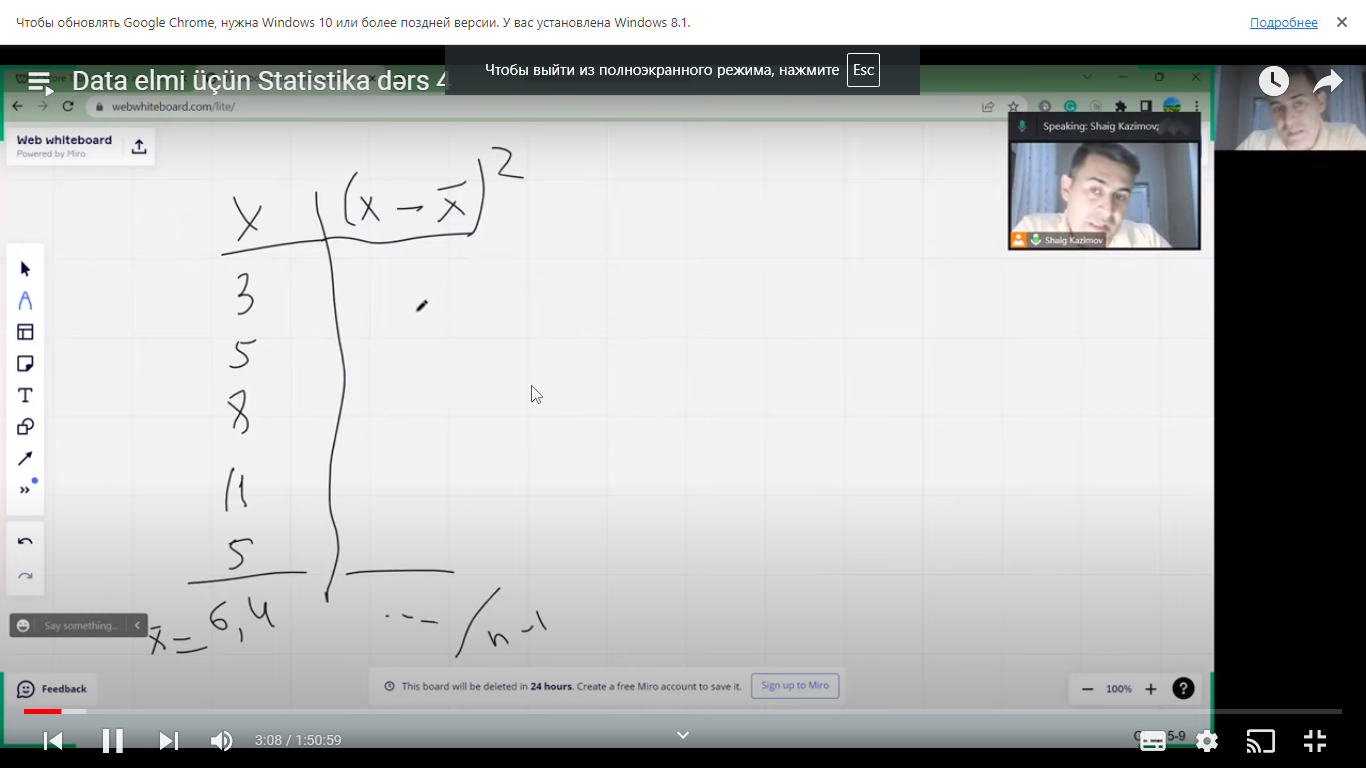 Чтобы обновлять Google Chrome, нужна Windows 10 или более поздней версии. У вас установлена Windows 8.1.
Подробнее
Чтобы выйти из полноэкранного режима, нажмите Esc
Data elmi üçün Statistika dərs 4
webwhiteboard.com/lite/
Web whiteboard
Powered by Miro
Speaking: Shaig Kazimov;
Shaig Kazimov
x (x - x̄)2
3
5
8
11
5
x̄ = 6,4 --- / n-1
Say something...
Feedback
This board will be deleted in 24 hours. Create a free Miro account to save it.
Sign up to Miro
100%
3:08 / 1:50:59